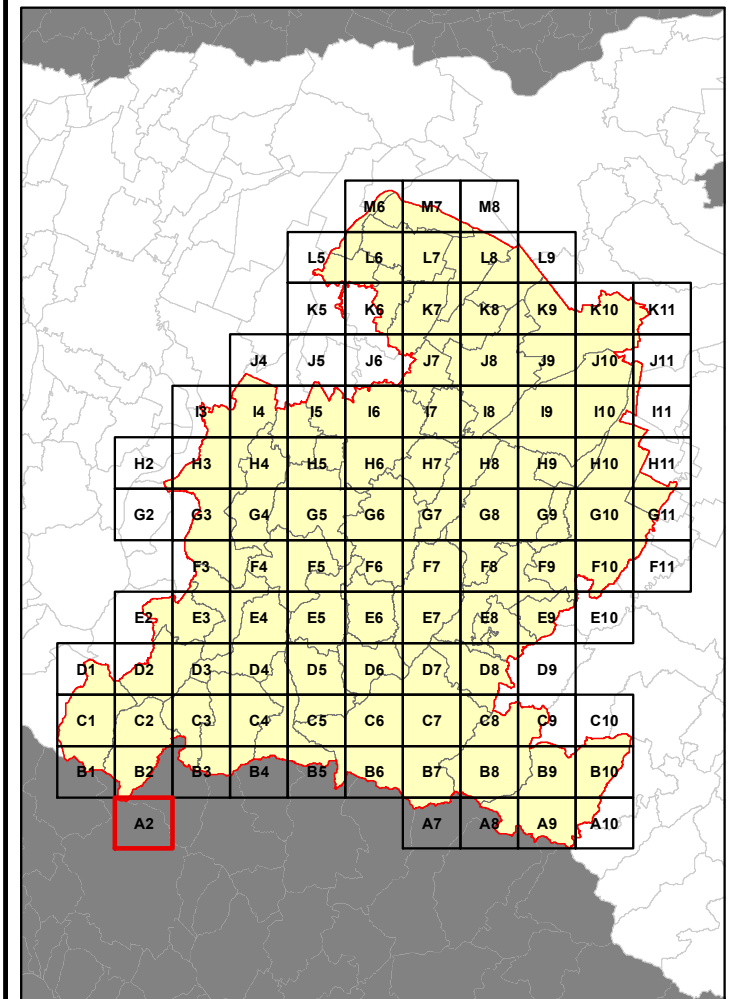 M6 M7 M8
L5 L6 L7 L8 L9
K5 K6 K7 K8 K9 K10 K11
J4 J5 J6 J7 J8 J9 J10 J11
I3 I4 I5 I6 I7 I8 I9 I10 I11
H2 H3 H4 H5 H6 H7 H8 H9 H10 H11
G2 G3 G4 G5 G6 G7 G8 G9 G10 G11
F3 F4 F5 F6 F7 F8 F9 F10 F11
E2 E3 E4 E5 E6 E7 E8 E9 E10
D1 D2 D3 D4 D5 D6 D7 D8 D9
C1 C2 C3 C4 C5 C6 C7 C8 C9 C10
B1 B2 B3 B4 B5 B6 B7 B8 B9 B10
A2 A7 A8 A9 A10